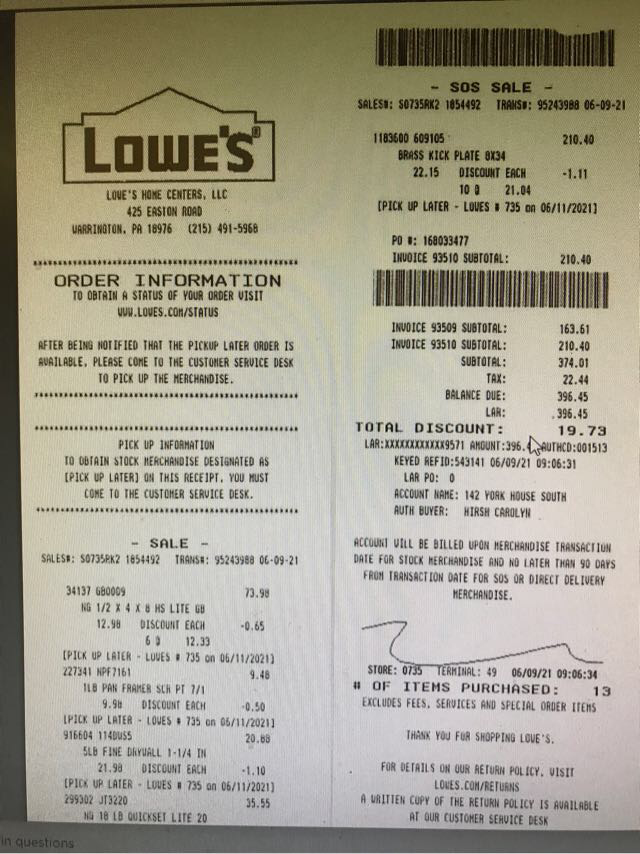 LOWE'S®
LOWE'S HOME CENTERS, LLC
425 EASTON ROAD
WARRINGTON, PA 18976 (215) 491-5968
****************************************
ORDER INFORMATION
TO OBTAIN A STATUS OF YOUR ORDER VISIT
WWW.LOWES.COM/STATUS
AFTER BEING NOTIFIED THAT THE PICKUP LATER ORDER IS
AVAILABLE, PLEASE COME TO THE CUSTOMER SERVICE DESK
TO PICK UP THE MERCHANDISE.
****************************************
****************************************
PICK UP INFORMATION
TO OBTAIN STOCK MERCHANDISE DESIGNATED AS
[PICK UP LATER] ON THIS RECEIPT, YOU MUST
COME TO THE CUSTOMER SERVICE DESK.
****************************************
- SALE -
SALES#: S0735RK2 1854492 TRANS#: 95243988 06-09-21
34137 GB0009 73.98
NG 1/2 X 4 X 8 HS LITE GB
12.98 DISCOUNT EACH -0.65
6 @ 12.33
[PICK UP LATER - LOWES # 735 on 06/11/2021]
227341 NPF7161 9.48
1LB PAN FRAMER SCR PT 7/1
9.98 DISCOUNT EACH -0.50
[PICK UP LATER - LOWES # 735 on 06/11/2021]
916604 114DWS5 20.88
5LB FINE DRYWALL 1-1/4 IN
21.98 DISCOUNT EACH -1.10
[PICK UP LATER - LOWES # 735 on 06/11/2021]
299302 JT3220 35.55
NG 18 LB QUICKSET LITE 20
- SOS SALE -
SALES#: S0735RK2 1854492 TRANS#: 95243988 06-09-21
1183600 609105 210.40
BRASS KICK PLATE 8X34
22.15 DISCOUNT EACH -1.11
10 @ 21.04
[PICK UP LATER - LOWES # 735 on 06/11/2021]
PO #: 168033477
INVOICE 93510 SUBTOTAL: 210.40
INVOICE 93509 SUBTOTAL: 163.61
INVOICE 93510 SUBTOTAL: 210.40
SUBTOTAL: 374.01
TAX: 22.44
BALANCE DUE: 396.45
LAR: 396.45
TOTAL DISCOUNT: 19.73
LAR:XXXXXXXXXXXX9571 AUTHCD:001513
KEYED REFID:543141 06/09/21 09:06:31
LAR PO: 0
ACCOUNT NAME: 142 YORK HOUSE SOUTH
AUTH BUYER: HIRSH CAROLYN
ACCOUNT WILL BE BILLED UPON MERCHANDISE TRANSACTION
DATE FOR STOCK MERCHANDISE AND NO LATER THAN 90 DAYS
FROM TRANSACTION DATE FOR SOS OR DIRECT DELIVERY
MERCHANDISE.
STORE: 0735 TERMINAL: 49 06/09/21 09:06:34
# OF ITEMS PURCHASED: 13
EXCLUDES FEES, SERVICES AND SPECIAL ORDER ITEMS
THANK YOU FOR SHOPPING LOWE'S.
FOR DETAILS ON OUR RETURN POLICY, VISIT
LOWES.COM/RETURNS
A WRITTEN COPY OF THE RETURN POLICY IS AVAILABLE
AT OUR CUSTOMER SERVICE DESK
in questions